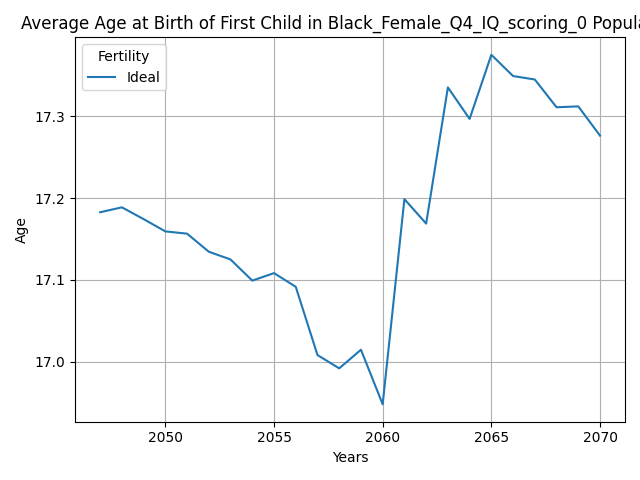 Average Age at Birth of First Child in Black_Female_Q4_IQ_scoring_0 Popula
Fertility
Ideal
17.3
17.2
17.1
17.0
Age
2050 2055 2060 2065 2070
Years